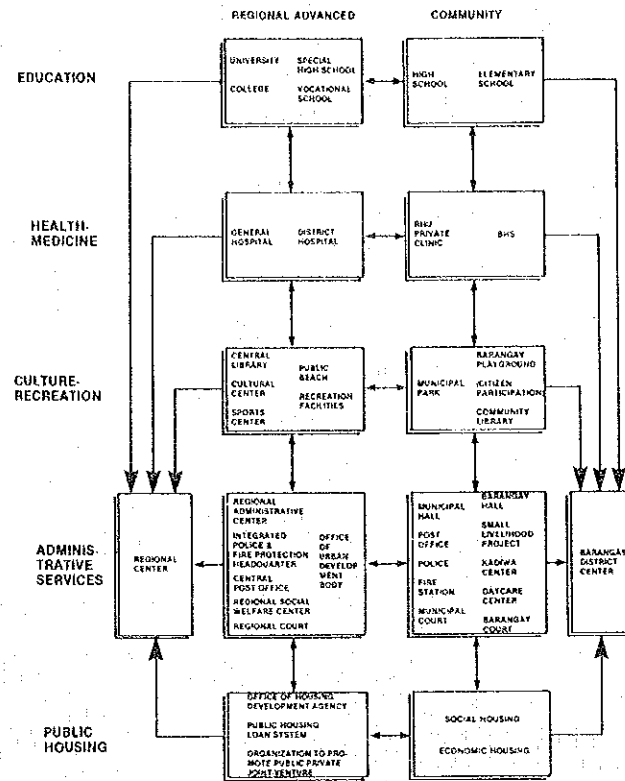 REGIONAL ADVANCED
COMMUNITY
EDUCATION
UNIVERSITY
COLLEGE
SPECIAL
HIGH SCHOOL
VOCATIONAL
SCHOOL
HIGH
SCHOOL
ELEMENTARY
SCHOOL
HEALTH-
MEDICINE
GENERAL
HOSPITAL
DISTRICT
HOSPITAL
PRIVATE
CLINIC
BHS
CULTURE-
RECREATION
CENTRAL
LIBRARY
CULTURAL
CENTER
SPORTS
CENTER
PUBLIC
BEACH
RECREATION
FACILITIES
MUNICIPAL
PARK
BARANGAY
PLAYGROUND
(CITIZEN
PARTICIPATION)
COMMUNITY
LIBRARY
ADMINIS-
TRATIVE
SERVICES
REGIONAL
CENTER
REGIONAL
ADMINISTRATIVE
CENTER
INTEGRATED
POLICE &
FIRE PROTECTION
HEADQUARTER
CENTRAL
POST OFFICE
REGIONAL SOCIAL
WELFARE CENTER
REGIONAL COURT
OFFICE
OF
URBAN
DEVELOP
MENT
BODY
MUNICIPAL
HALL
POST
OFFICE
POLICE
FIRE
STATION
MUNICIPAL
COURT
BARANGAY
HALL
SMALL
LIVELIHOOD
PROJECT
KADIWA
CENTER
DAYCARE
CENTER
BARANGAY
COURT
BARANGAY
DISTRICT
CENTER
PUBLIC
HOUSING
OFFICE OF HOUSING
DEVELOPMENT AGENCY
PUBLIC HOUSING
LOAN SYSTEM
ORGANIZATION TO PRO-
MOTE PUBLIC PRIVATE
JOINT VENTURE
SOCIAL HOUSING
ECONOMIC HOUSING